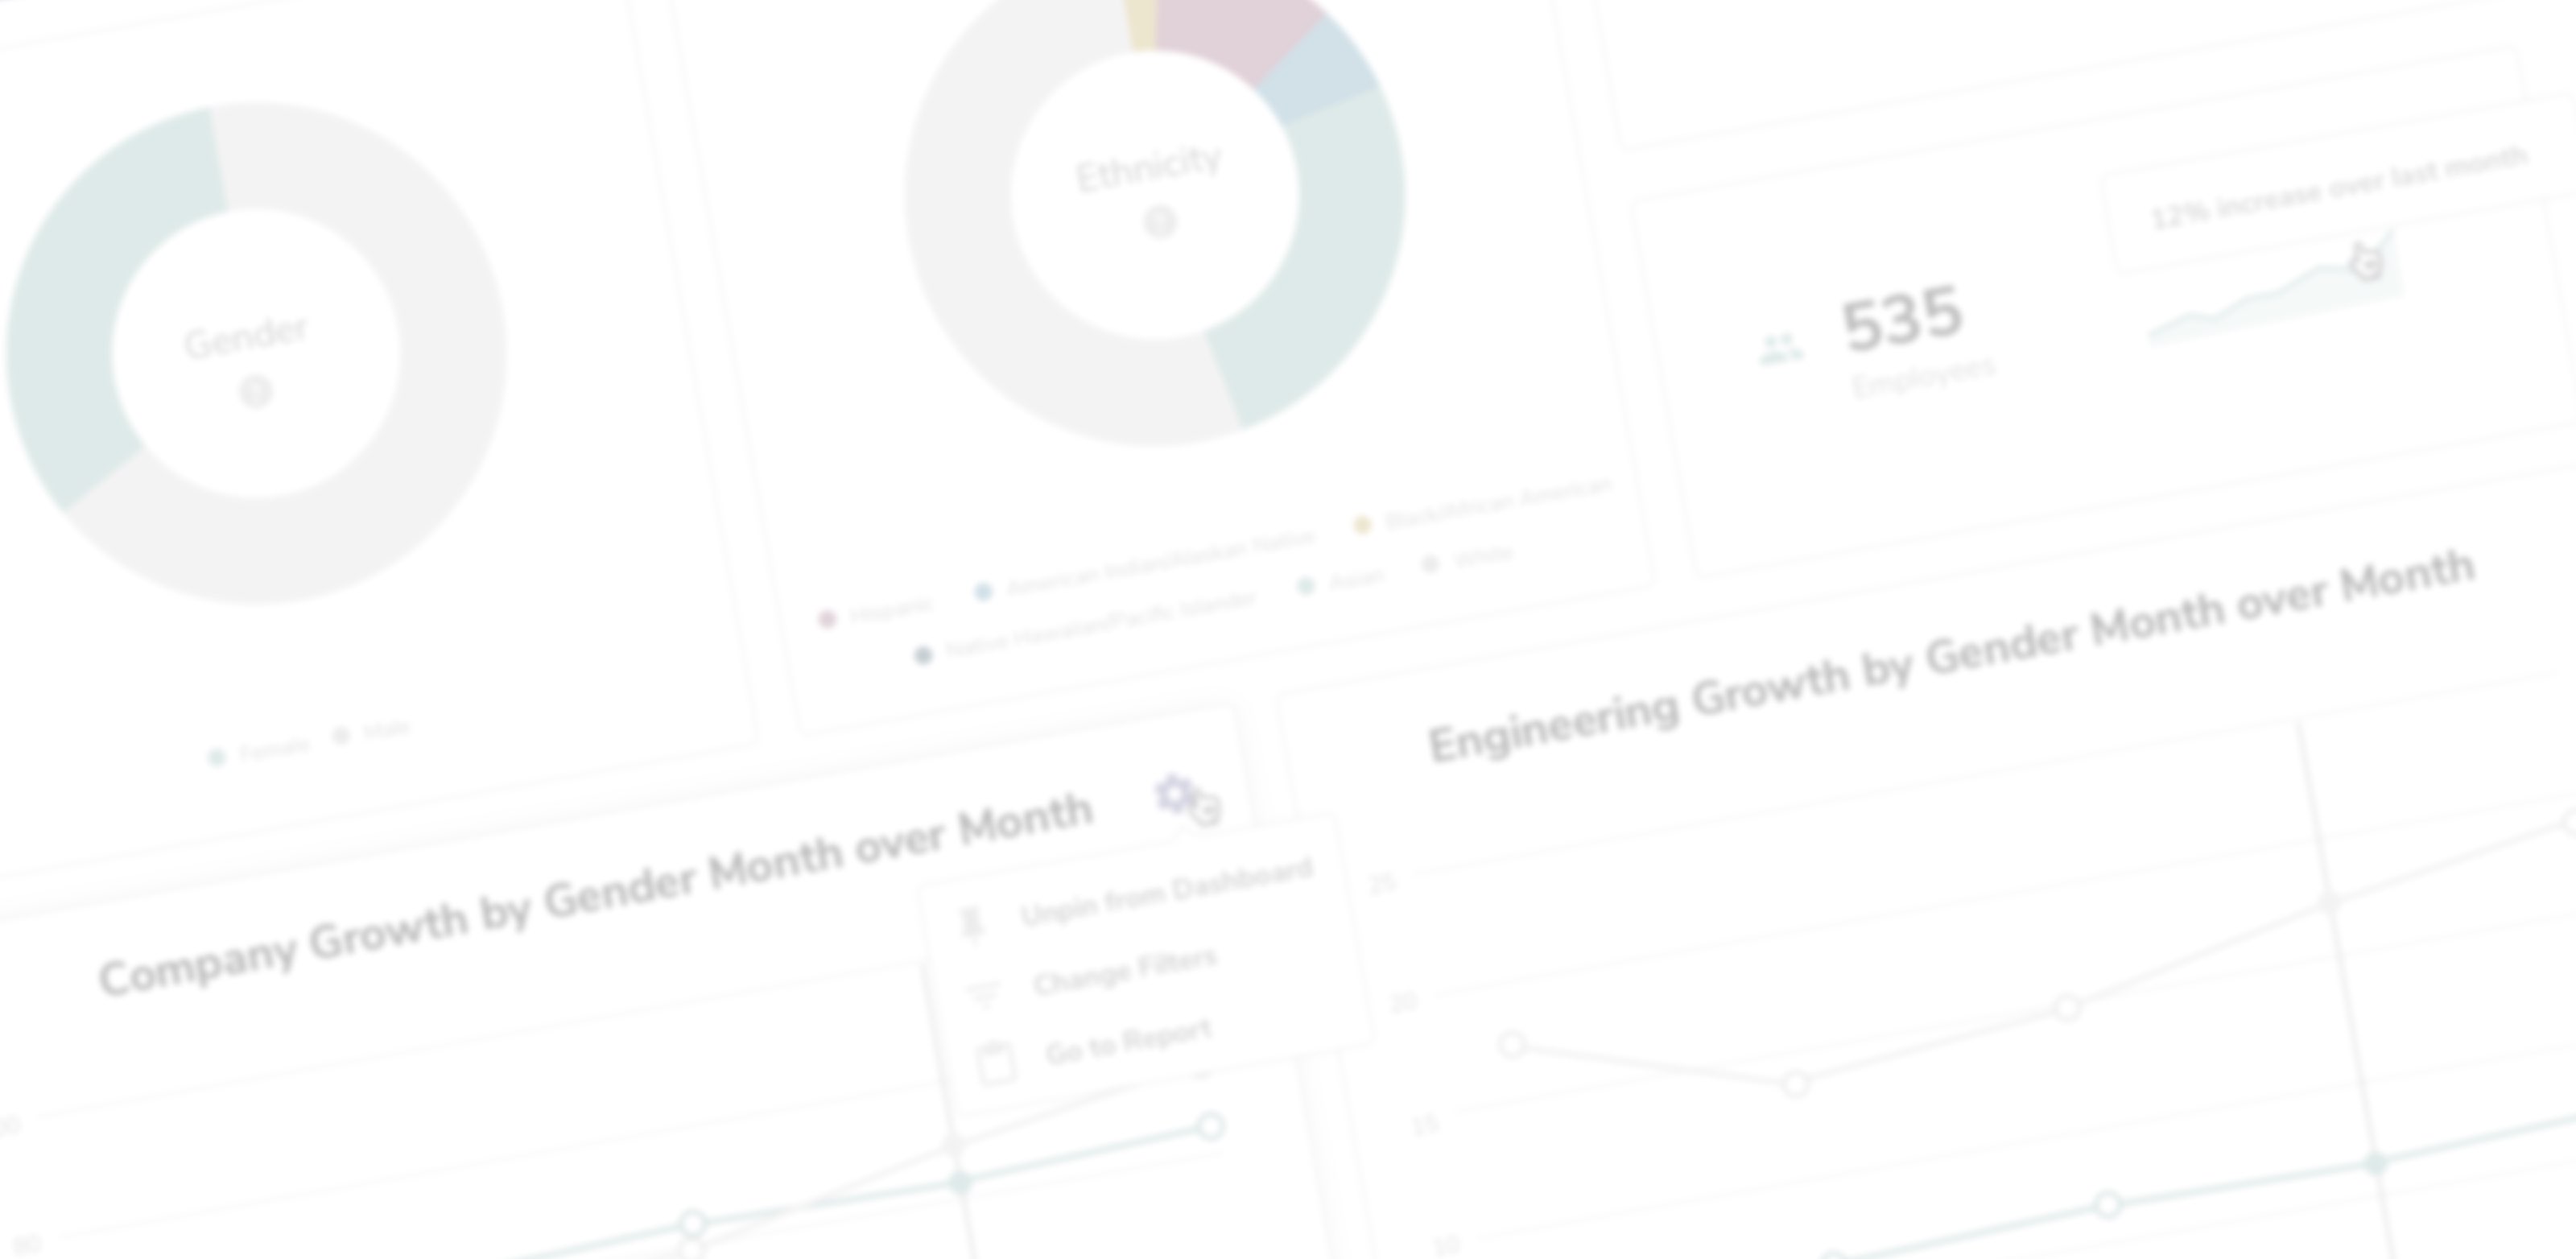 Gender
Female
Male
Ethnicity
Hispanic
American Indian/Alaskan Native
Black/African American
Native Hawaiian/Pacific Islander
Asian
White
12% increase over last month
535
Employees
Company Growth by Gender Month over Month
Unpin from Dashboard
Change Filters
Go to Report
80
Engineering Growth by Gender Month over Month
25
20
15
10